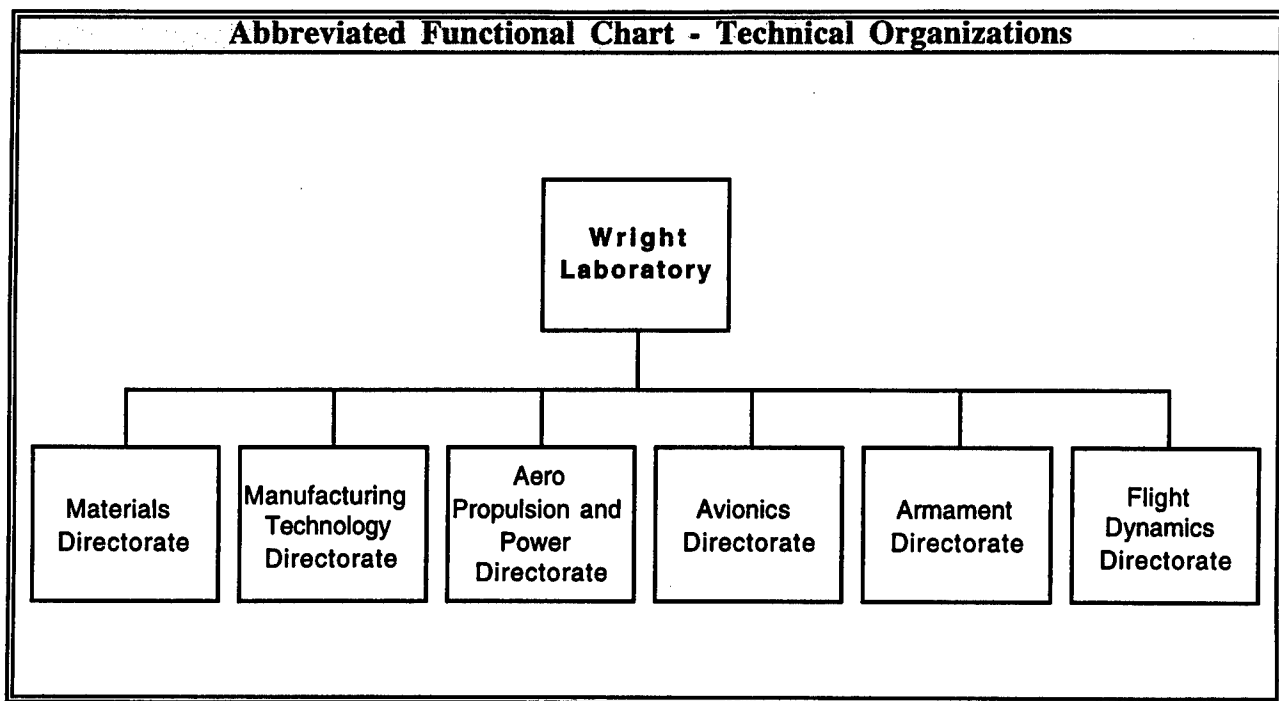 Abbreviated Functional Chart - Technical Organizations
Wright
Laboratory
Materials
Directorate
Manufacturing
Technology
Directorate
Aero
Propulsion and
Power
Directorate
Avionics
Directorate
Armament
Directorate
Flight
Dynamics
Directorate